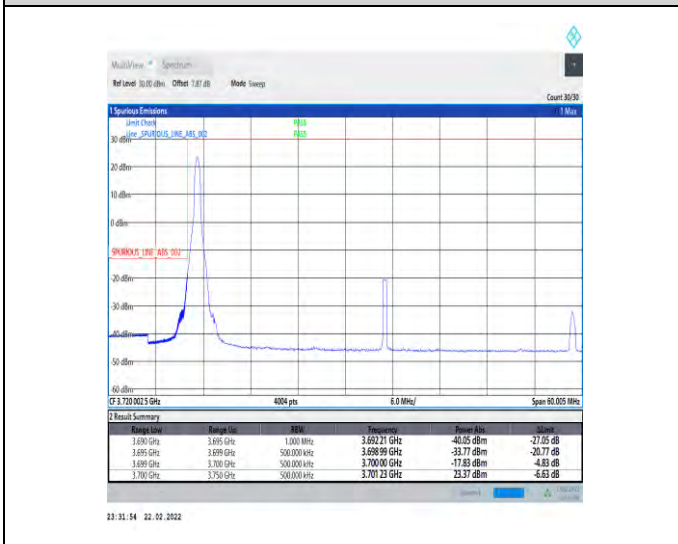 MultiView Spectrum
Ref Level 30.00 dBm Offset 7.87 dB Mode Sweep
Count 30/30
1 Spurious Emissions 1 Max
Limit Check PASS
Line _SPURIOUS_LINE_ABS_002 PASS
30 dBm
20 dBm
10 dBm
0 dBm
SPURIOUS_LINE_ABS_002
-20 dBm
-30 dBm
-40 dBm
-50 dBm
-60 dBm
CF 3.720 002 5 GHz 4004 pts 6.0 MHz/ Span 60.005 MHz
2 Result Summary
Range Low Range Up RBW Frequency Power Abs ΔLimit
3.690 GHz 3.695 GHz 1.000 MHz 3.692 21 GHz -40.05 dBm -27.05 dB
3.695 GHz 3.699 GHz 500.000 kHz 3.698 99 GHz -33.77 dBm -20.77 dB
3.699 GHz 3.700 GHz 500.000 kHz 3.700 00 GHz -17.83 dBm -4.83 dB
3.700 GHz 3.750 GHz 500.000 kHz 3.701 23 GHz 23.37 dBm -6.63 dB
23:31:54 22.02.2022